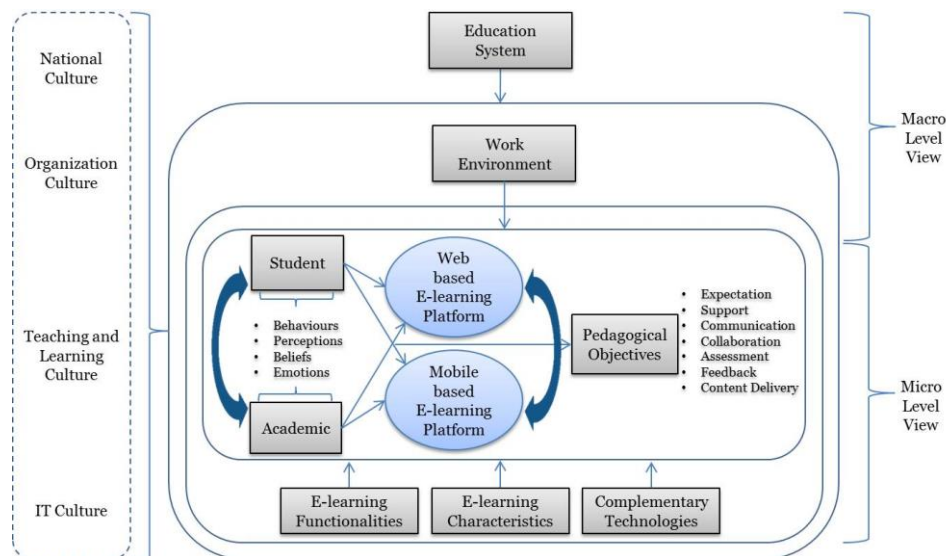 National
Culture
Organization
Culture
Teaching and
Learning
Culture
IT Culture
Education
System
Work
Environment
Student
• Behaviours
• Perceptions
• Beliefs
• Emotions
Academic
Web
based
E-learning
Platform
Mobile
based
E-learning
Platform
Pedagogical
Objectives
• Expectation
• Support
• Communication
• Collaboration
• Assessment
• Feedback
• Content Delivery
E-learning
Functionalities
E-learning
Characteristics
Complementary
Technologies
Macro
Level
View
Micro
Level
View